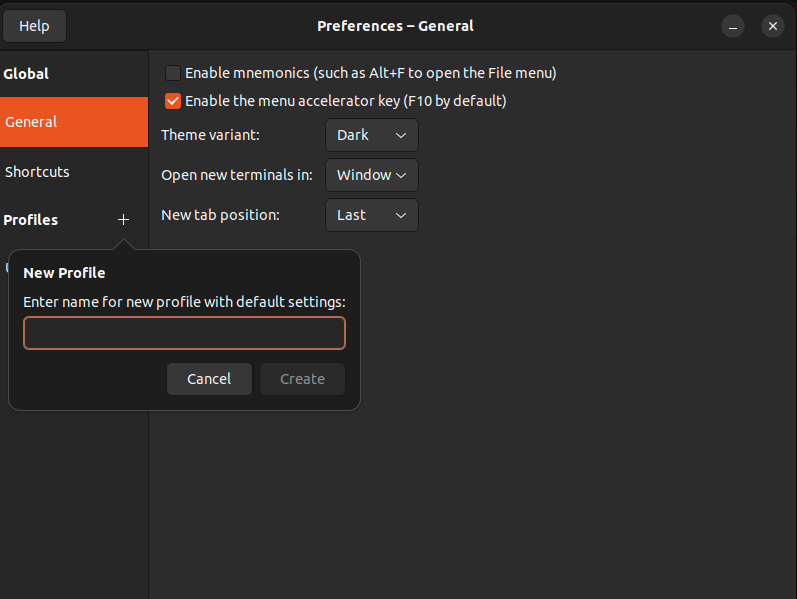 Help
Preferences – General
Global
General
Shortcuts
Profiles
Enable mnemonics (such as Alt+F to open the File menu)
Enable the menu accelerator key (F10 by default)
Theme variant: Dark
Open new terminals in: Window
New tab position: Last
New Profile
Enter name for new profile with default settings:
Cancel Create